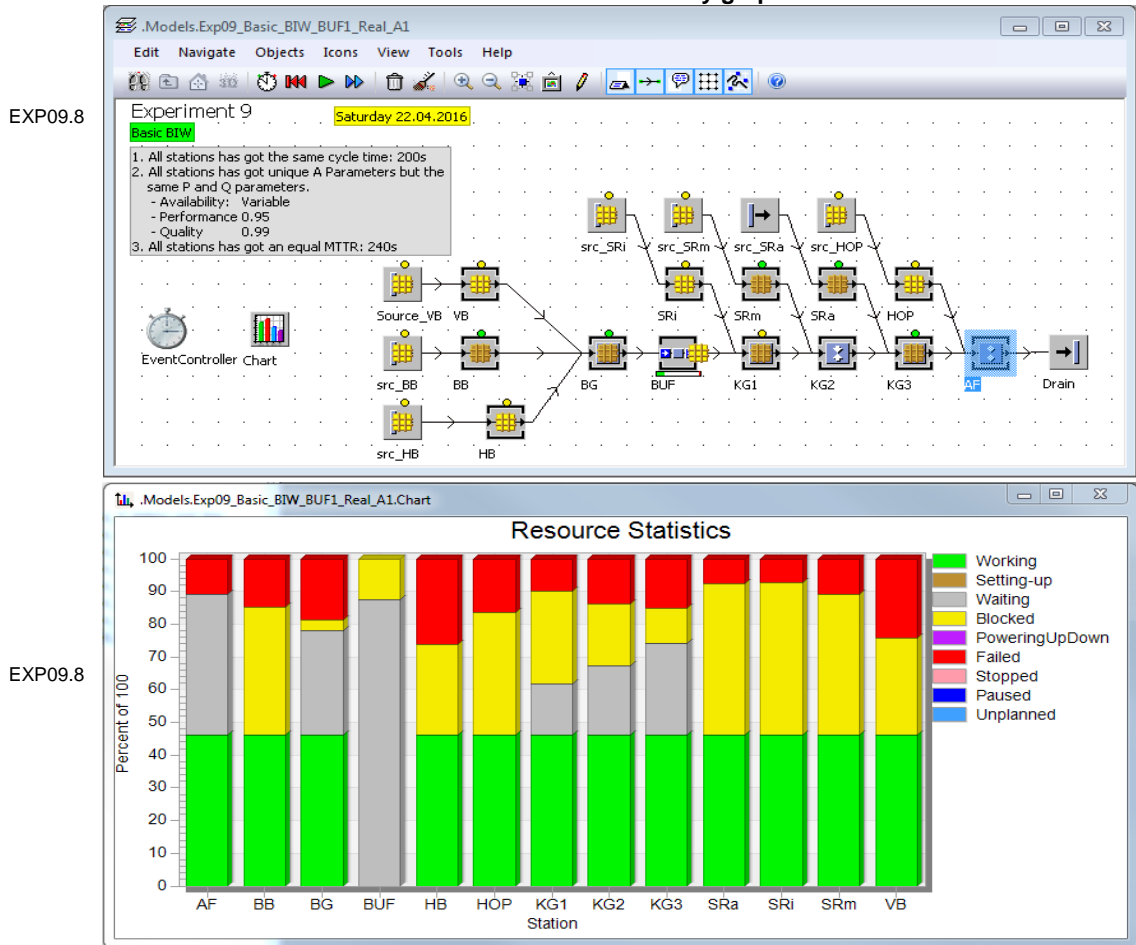 .Models.Exp09_Basic_BIW_BUF1_Real_A1
Edit Navigate Objects Icons View Tools Help
EXP09.8
Experiment 9
Saturday 22.04.2016
Basic BIW
1. All stations has got the same cycle time: 200s
2. All stations has got unique A Parameters but the
same P and Q parameters.
- Availability: Variable
- Performance 0.95
- Quality 0.99
3. All stations has got an equal MTTR: 240s
src_SRi src_SRm src_SRa src_HOP
Source_VB VB SRi SRm SRa HOP
EventController Chart
src_BB BB BG BUF KG1 KG2 KG3 AF Drain
src_HB HB
.Models.Exp09_Basic_BIW_BUF1_Real_A1.Chart
Resource Statistics
EXP09.8
Percent of 100
100
90
80
70
60
50
40
30
20
10
0
AF BB BG BUF HB HOP KG1 KG2 KG3 SRa SRi SRm VB
Station
Working
Setting-up
Waiting
Blocked
PoweringUpDown
Failed
Stopped
Paused
Unplanned